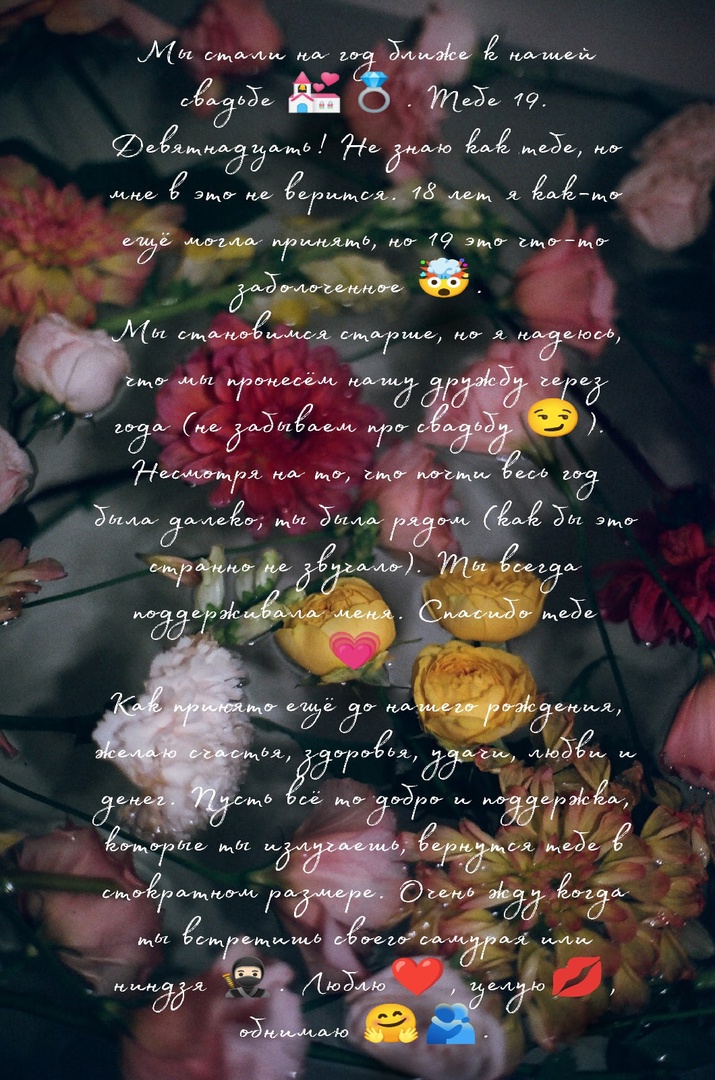 Мы стали на год ближе к нашей
свадьбе 💒💍. Тебе 19.
Девятнадцать! Не знаю как тебе, но
мне в это не верится. 18 лет я как-то
ещё могла принять, но 19 это что-то
заболоченное 🤯.
Мы становимся старше, но я надеюсь,
что мы пронесём нашу дружбу через
года (не забываем про свадьбу 😏).
Несмотря на то, что почти весь год
была далеко, ты была рядом (как бы это
странно не звучало). Ты всегда
поддерживала меня. Спасибо тебе
💗
Как принято ещё до нашего рождения,
желаю счастья, здоровья, удачи, любви и
денег. Пусть всё то добро и поддержка,
которые ты излучаешь, вернутся тебе в
стократном размере. Очень жду когда
ты встретишь своего самурая или
ниндзя 🥷🏻. Люблю❤️, целую💋,
обнимаю 🤗🫂.